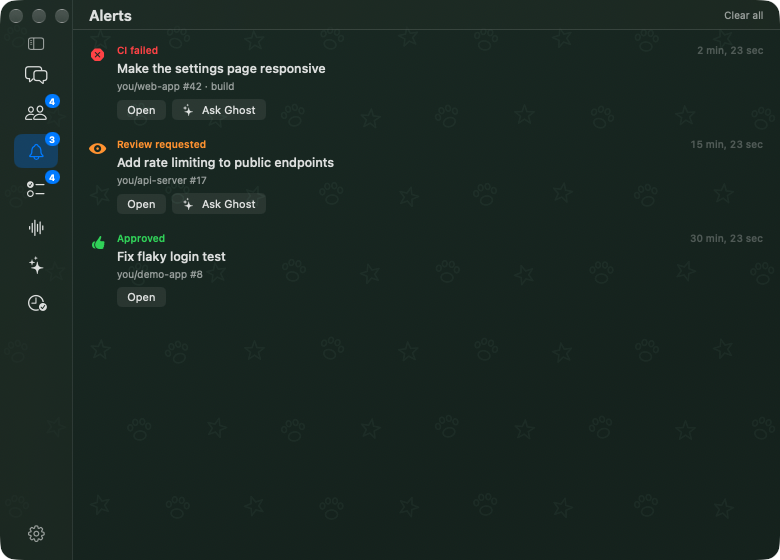 Alerts
Clear all
CI failed
2 min, 23 sec
Make the settings page responsive
you/web-app #42 · build
Open
Ask Ghost
4
3
Review requested
15 min, 23 sec
Add rate limiting to public endpoints
you/api-server #17
4
Open
Ask Ghost
Approved
30 min, 23 sec
Fix flaky login test
you/demo-app #8
Open